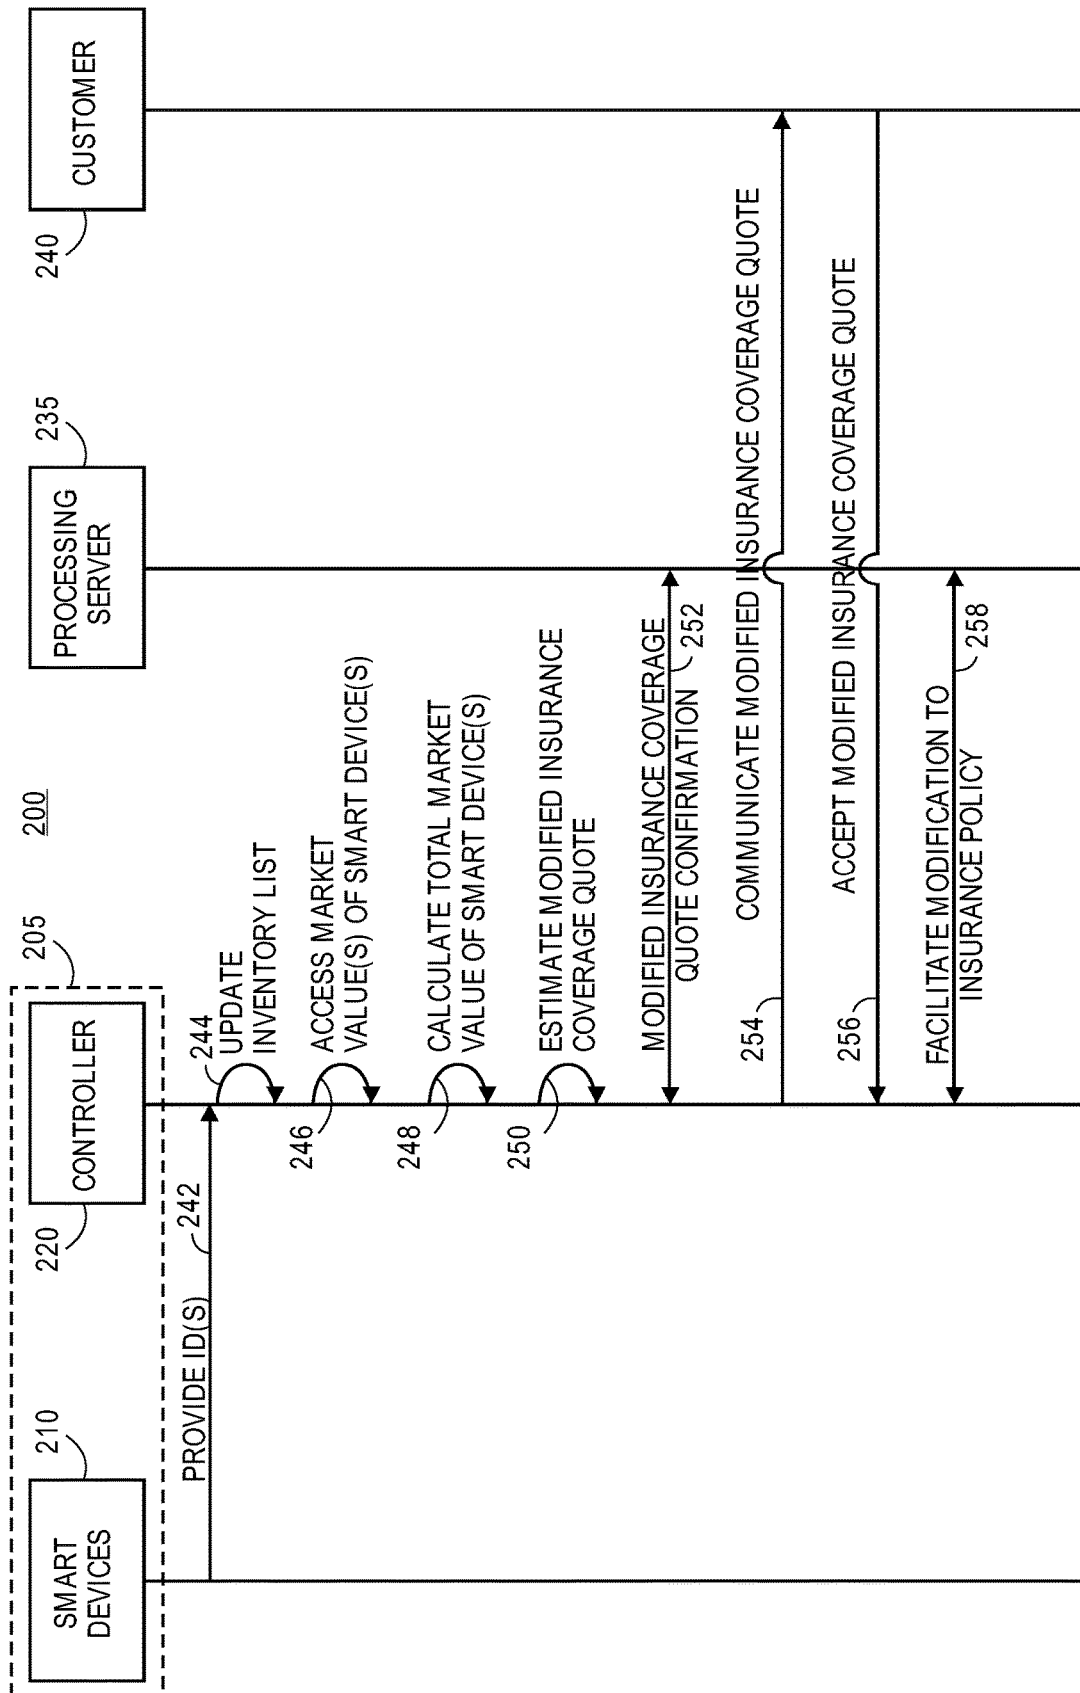 200
205
210
SMART
DEVICES
220
CONTROLLER
235
PROCESSING
SERVER
240
CUSTOMER
PROVIDE ID(S)
242
244
UPDATE
INVENTORY LIST
246
ACCESS MARKET
VALUE(S) OF SMART DEVICE(S)
248
CALCULATE TOTAL MARKET
VALUE OF SMART DEVICE(S)
250
ESTIMATE MODIFIED INSURANCE
COVERAGE QUOTE
MODIFIED INSURANCE COVERAGE
QUOTE CONFIRMATION
252
COMMUNICATE MODIFIED INSURANCE COVERAGE QUOTE
254
ACCEPT MODIFIED INSURANCE COVERAGE QUOTE
256
FACILITATE MODIFICATION TO
INSURANCE POLICY
258